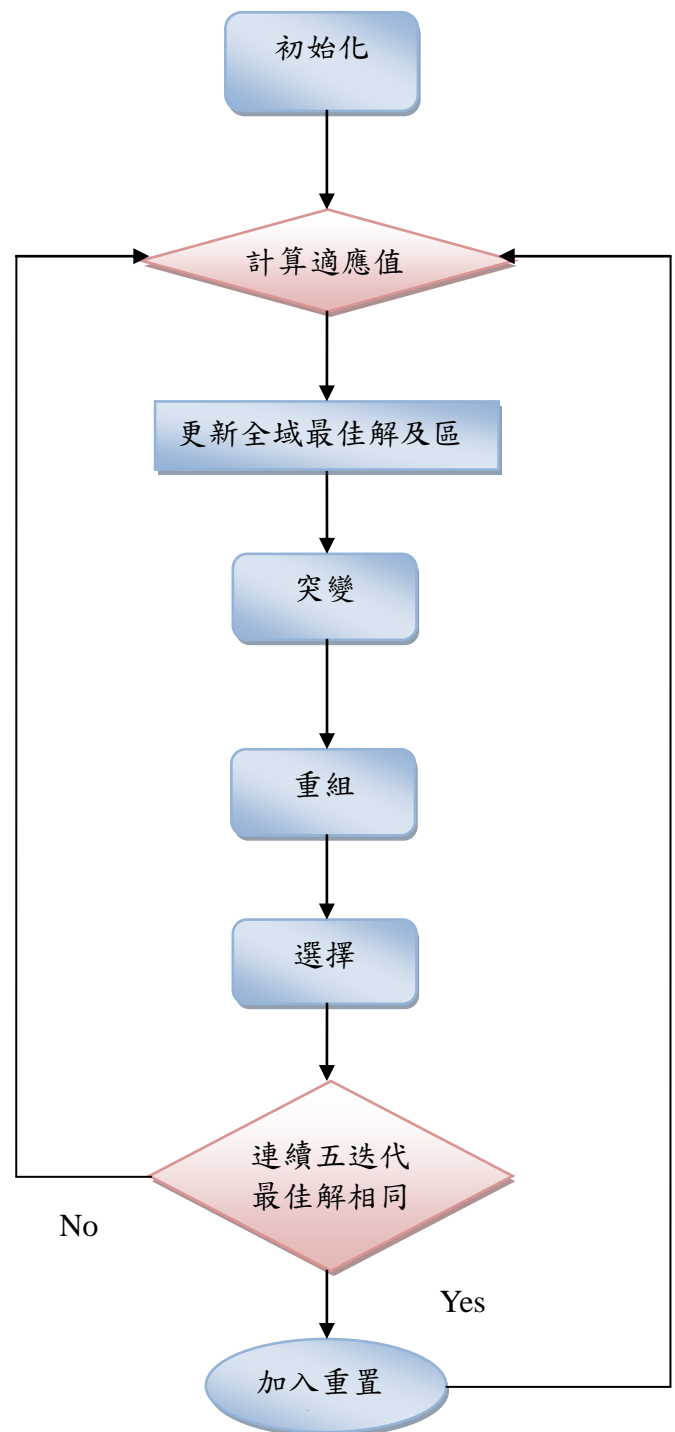 初始化
計算適應值
更新全域最佳解及區
突變
重組
選擇
連續五迭代
最佳解相同
No
Yes
加入重置